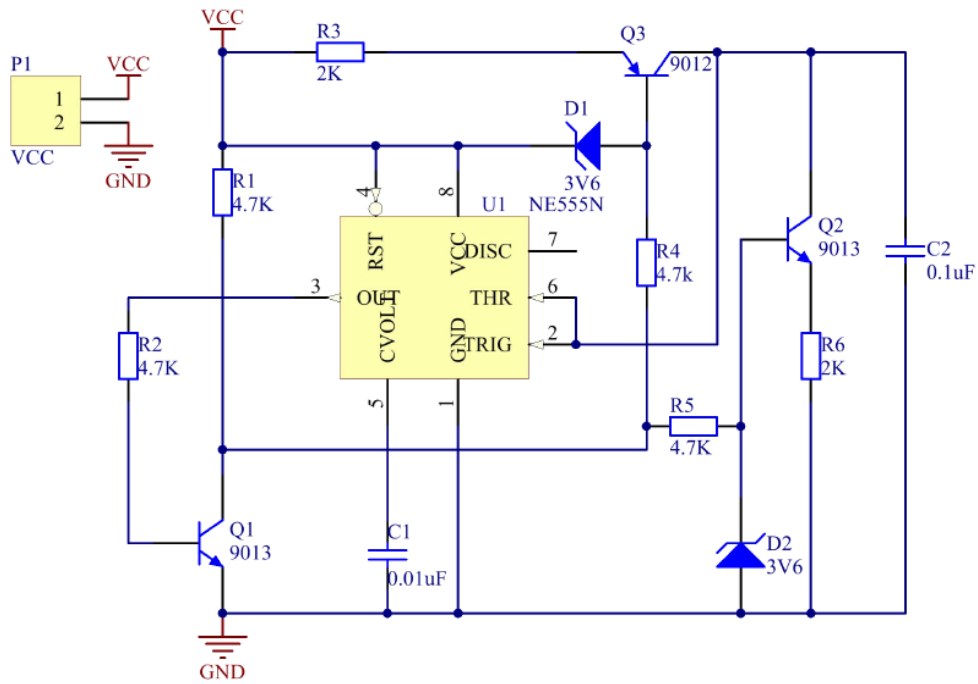 VCC
R3
2K
Q3
9012
P1
VCC
1
2
VCC
GND
D1
3V6
R1
4.7K
4
8
U1
NE555N
RST
VCC
DISC
7
R4
4.7k
Q2
9013
C2
0.1uF
3
OUT
THR
6
CVOLT
GND
TRIG
2
R2
4.7K
R6
2K
5
1
R5
4.7K
Q1
9013
C1
0.01uF
D2
3V6
GND